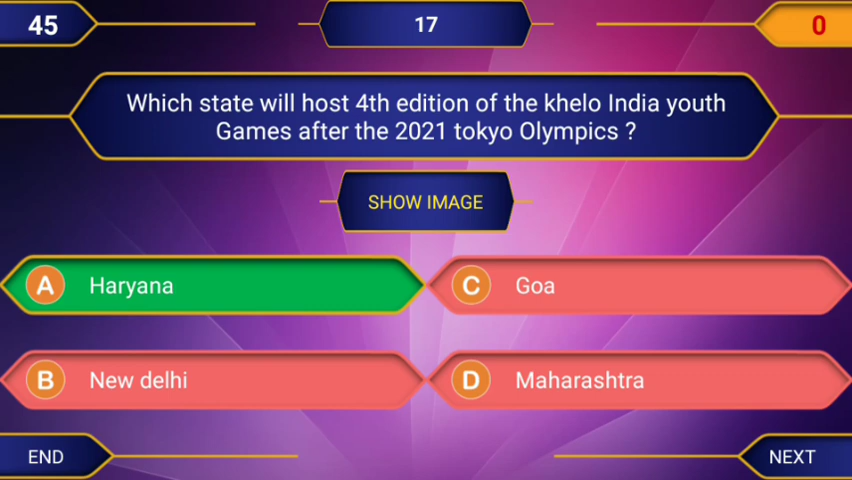 45
17
0
Which state will host 4th edition of the khelo India youth
Games after the 2021 tokyo Olympics ?
SHOW IMAGE
A Haryana
C Goa
B New delhi
D Maharashtra
END
NEXT